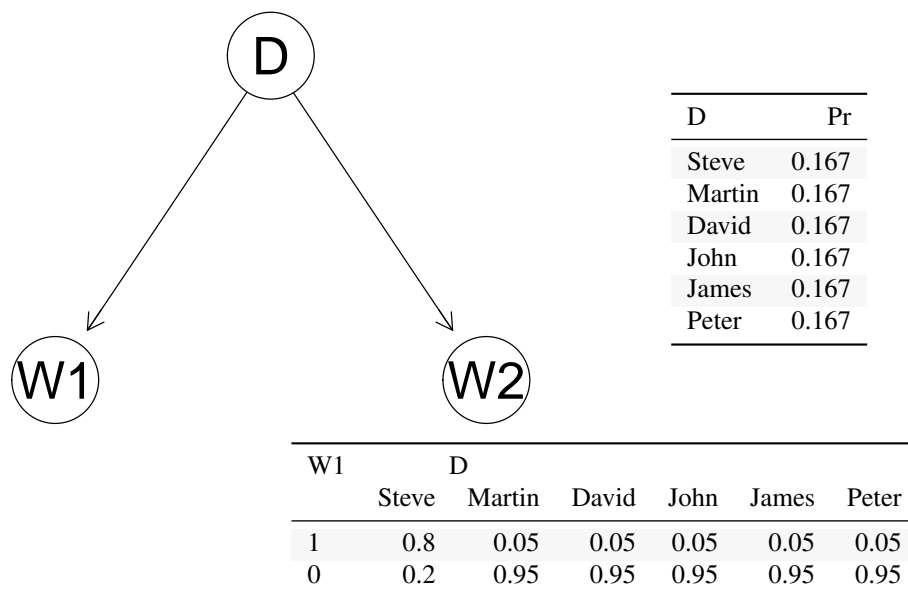 D
D Pr
Steve 0.167
Martin 0.167
David 0.167
John 0.167
James 0.167
Peter 0.167
W1 W2
W1 D
Steve Martin David John James Peter
1 0.8 0.05 0.05 0.05 0.05 0.05
0 0.2 0.95 0.95 0.95 0.95 0.95